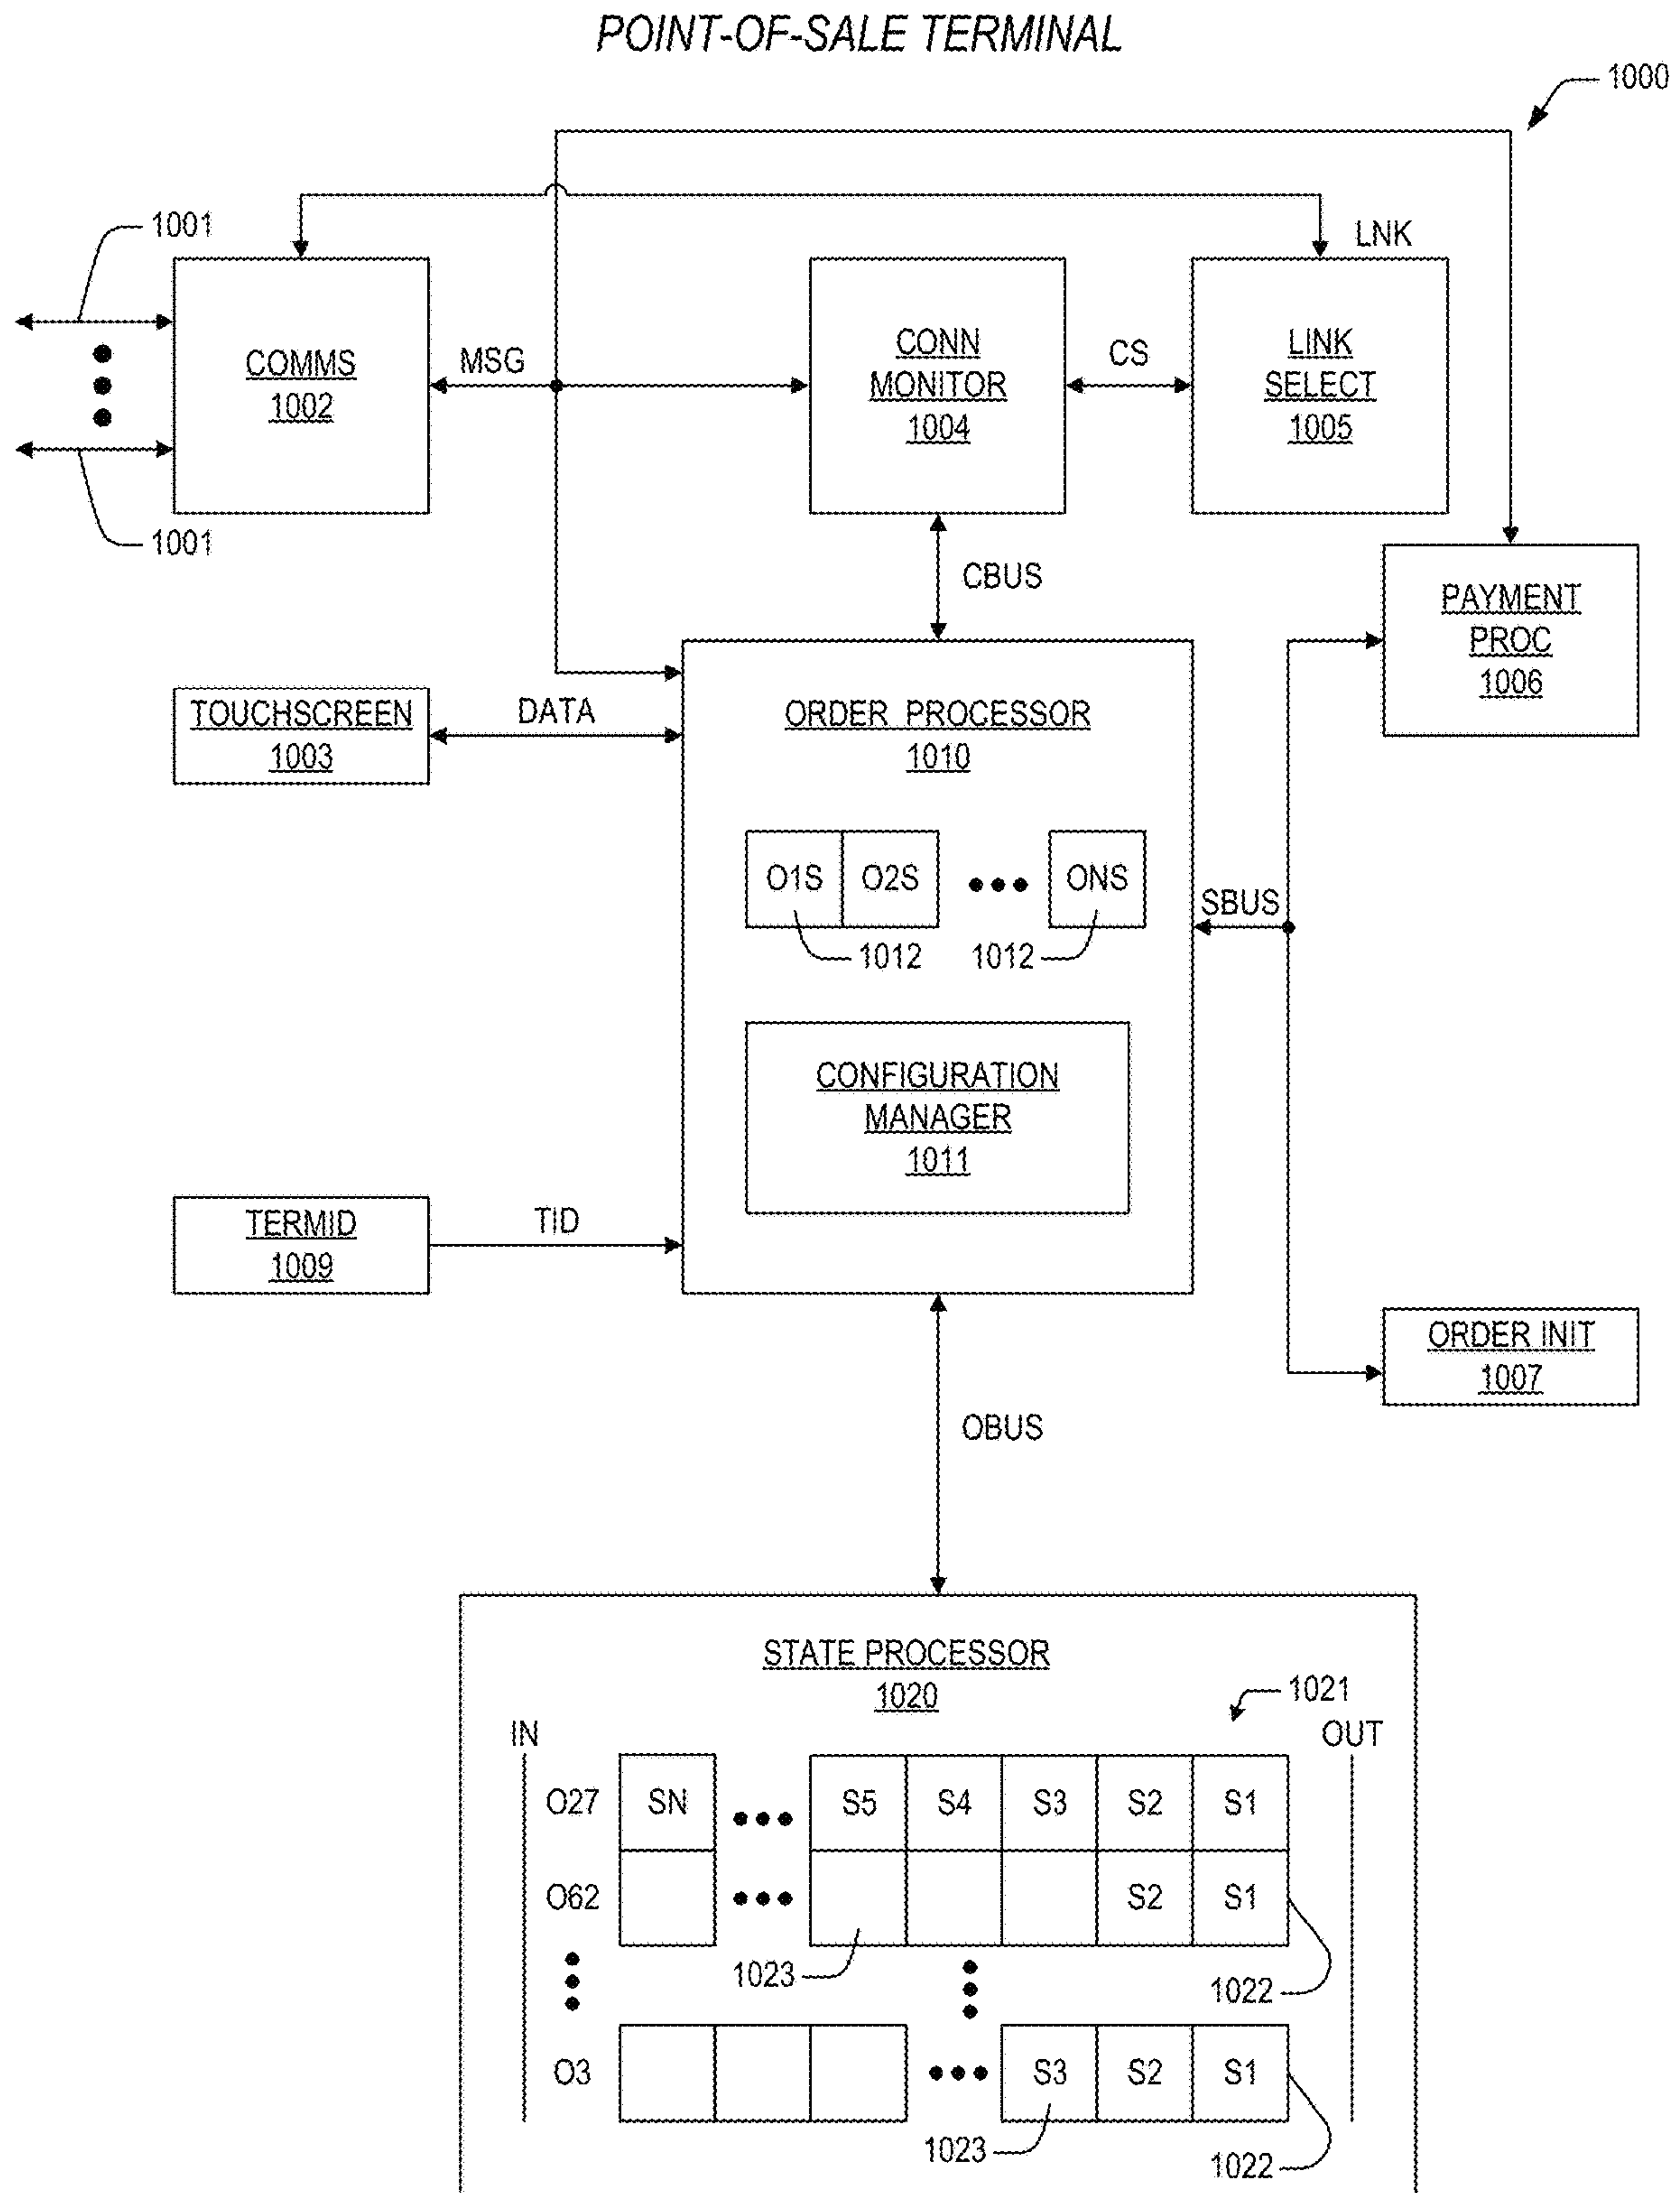 POINT-OF-SALE TERMINAL
1000
1001
LNK
COMMS
1002
MSG
CONN
MONITOR
1004
CS
LINK
SELECT
1005
1001
CBUS
PAYMENT
PROC
1006
TOUCHSCREEN
1003
DATA
ORDER PROCESSOR
1010
O1S
O2S
ONS
SBUS
1012
1012
CONFIGURATION
MANAGER
1011
TERMID
1009
TID
ORDER INIT
1007
OBUS
STATE PROCESSOR
1020
1021
IN
OUT
O27
SN
S5
S4
S3
S2
S1
O62
S2
S1
1023
1022
O3
S3
S2
S1
1023
1022